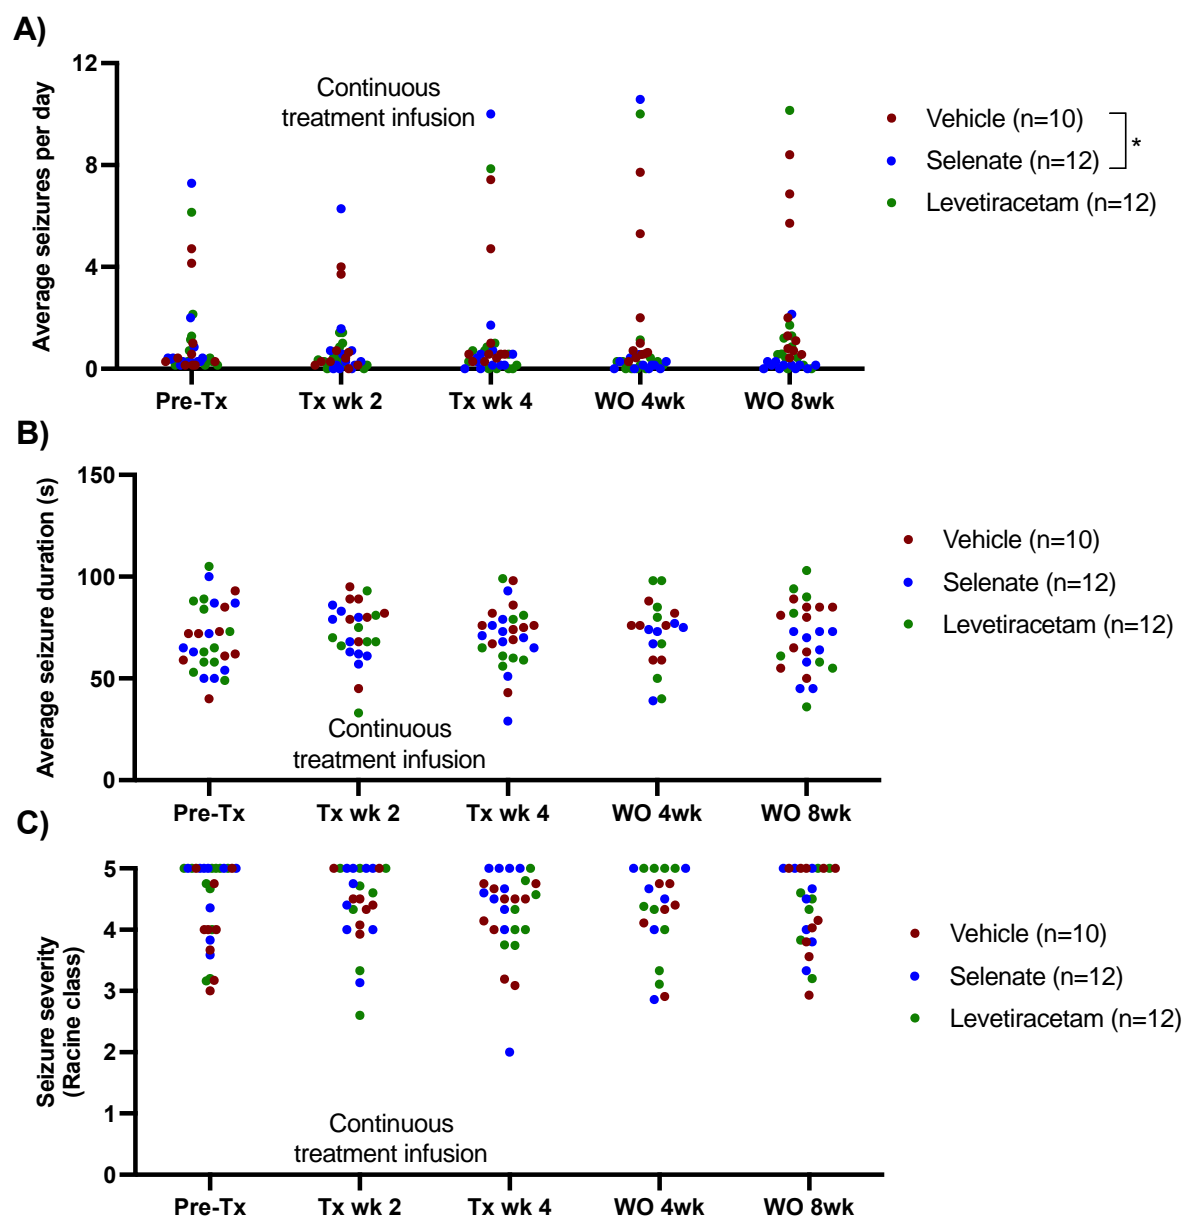 A)
Average seizures per day
12
8
4
0
Continuous
treatment infusion
Vehicle (n=10)
Selenate (n=12)
Levetiracetam (n=12)
*
Pre-Tx
Tx wk 2
Tx wk 4
WO 4wk
WO 8wk
B)
Average seizure duration (s)
150
100
50
0
Continuous
treatment infusion
Vehicle (n=10)
Selenate (n=12)
Levetiracetam (n=12)
Pre-Tx
Tx wk 2
Tx wk 4
WO 4wk
WO 8wk
C)
Seizure severity
(Racine class)
5
4
3
2
1
0
Continuous
treatment infusion
Vehicle (n=10)
Selenate (n=12)
Levetiracetam (n=12)
Pre-Tx
Tx wk 2
Tx wk 4
WO 4wk
WO 8wk